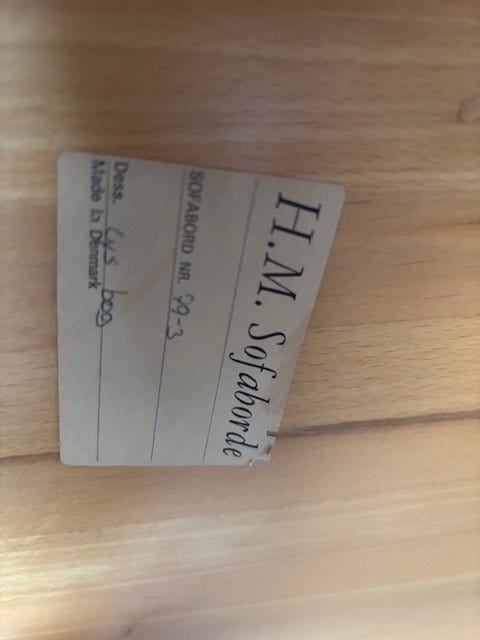 H.M. Sofaborde
SOFABORD NR. 99-3
Dess. Lys bøg
Made in Denmark